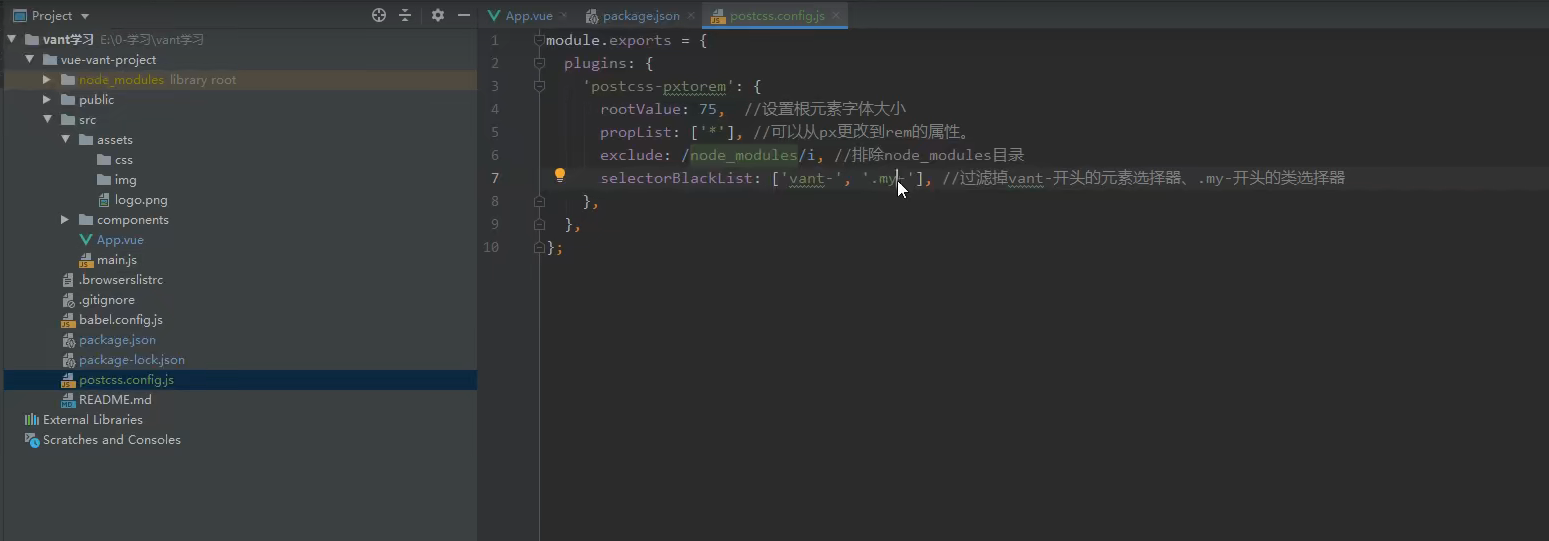 Project
vant学习 E:\0-学习\vant学习
vue-vant-project
node_modules library root
public
src
assets
css
img
logo.png
components
App.vue
main.js
.browserslistrc
.gitignore
babel.config.js
package.json
package-lock.json
postcss.config.js
README.md
External Libraries
Scratches and Consoles
App.vue package.json postcss.config.js
1 module.exports = {
2 plugins: {
3 'postcss-pxtorem': {
4 rootValue: 75, //设置根元素字体大小
5 propList: ['*'], //可以从px更改到rem的属性。
6 exclude: /node_modules/i, //排除node_modules目录
7 selectorBlackList: ['vant-', '.my-'], //过滤掉vant-开头的元素选择器、.my-开头的类选择器
8 },
9 },
10 };